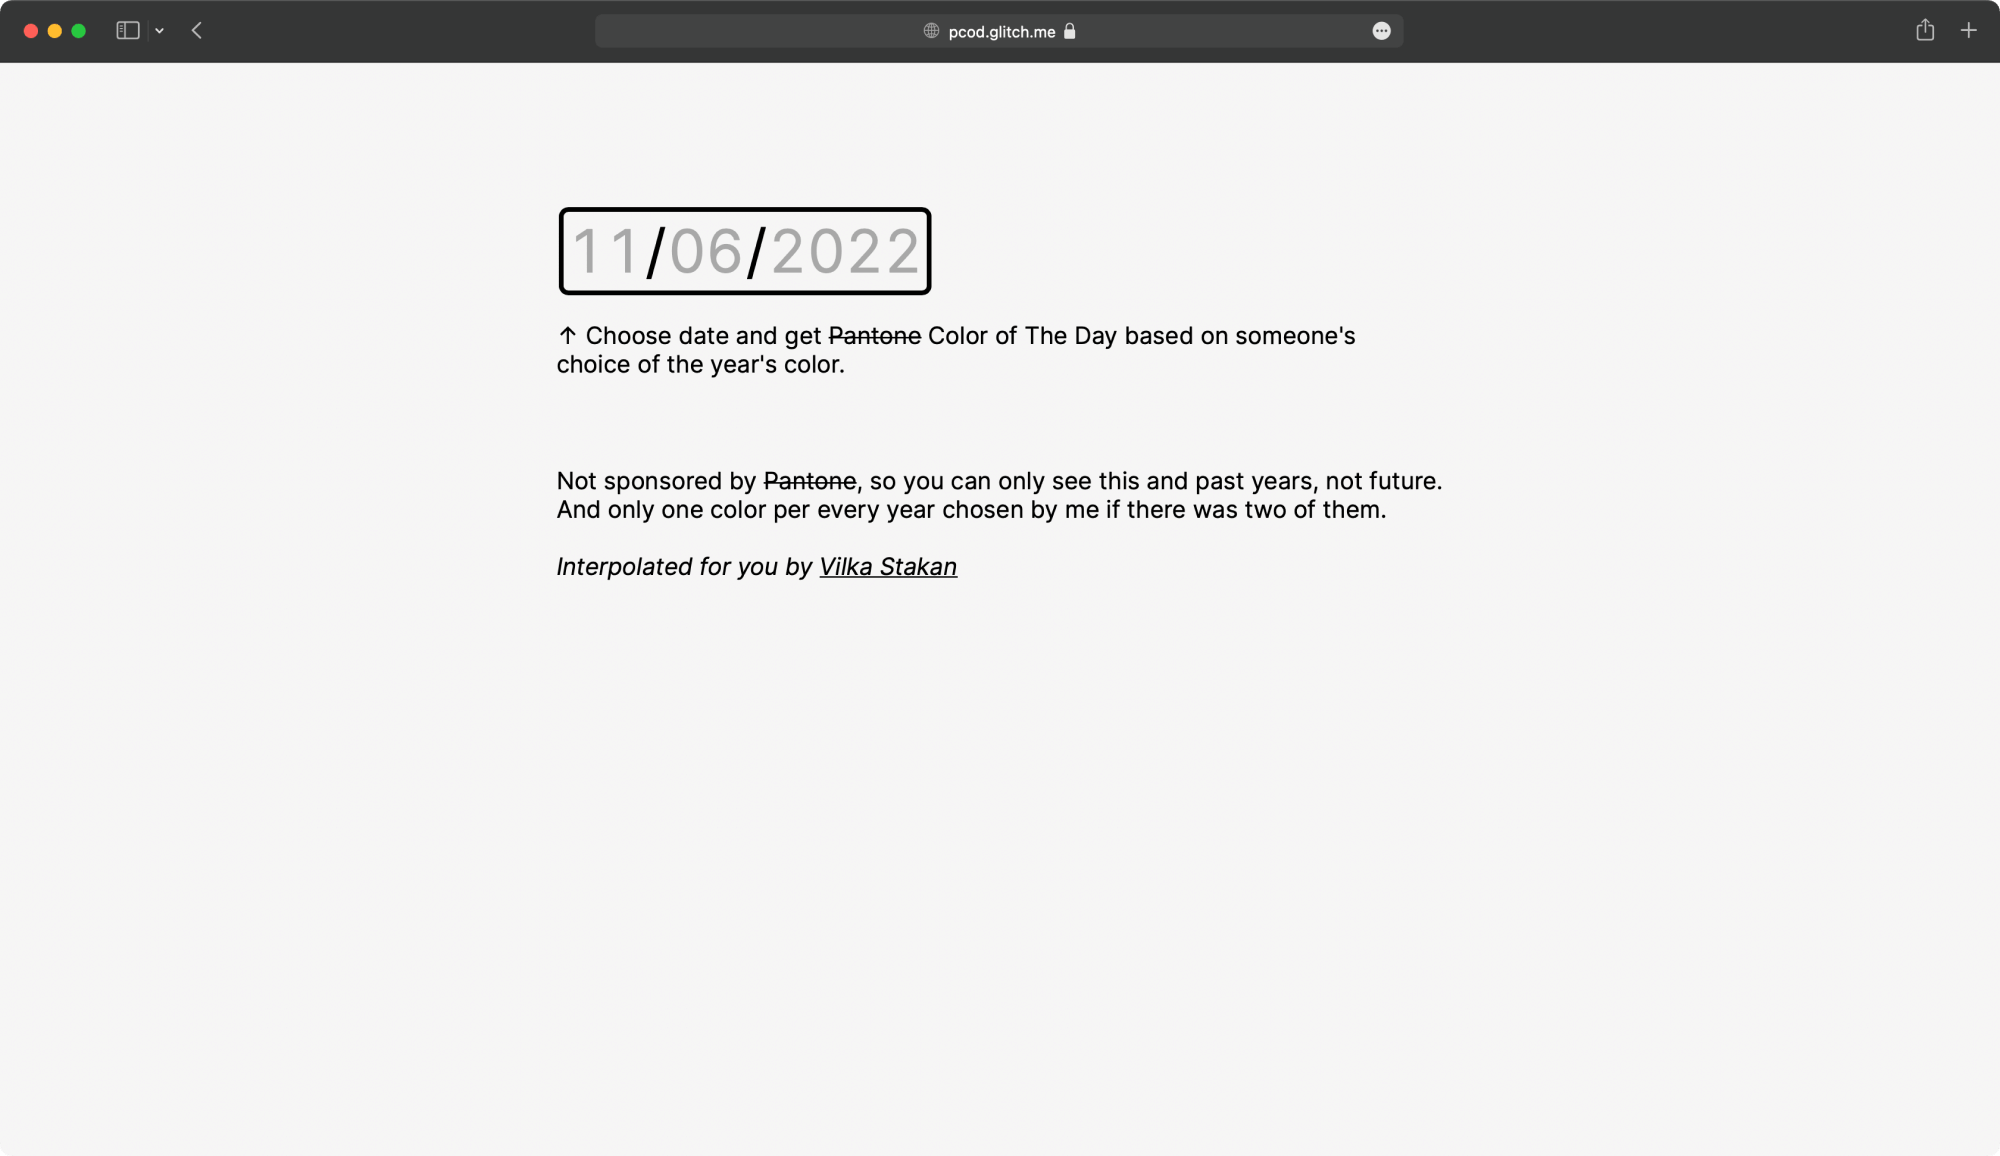 pcod.glitch.me
11/06/2022
↑ Choose date and get Pantone Color of The Day based on someone's
choice of the year's color.
Not sponsored by Pantone, so you can only see this and past years, not future.
And only one color per every year chosen by me if there was two of them.
Interpolated for you by Vilka Stakan